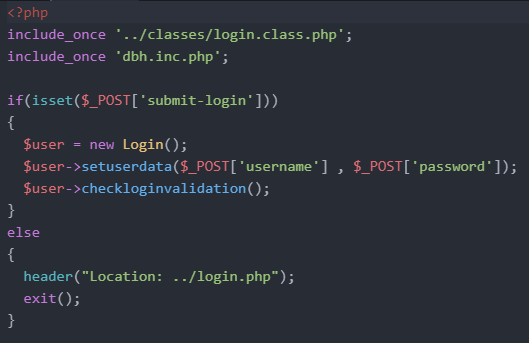 <?php
include_once '../classes/login.class.php';
include_once 'dbh.inc.php';
if(isset($_POST['submit-login']))
{
$user = new Login();
$user->setuserdata($_POST['username'] , $_POST['password']);
$user->checkloginvalidation();
}
else
{
header("Location: ../login.php");
exit();
}